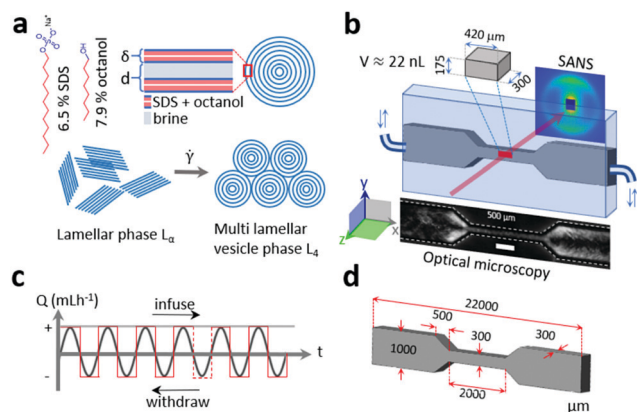 a
Na⁺
O
O
S
O
O
OH
6.5 % SDS
7.9 % octanol
δ
d
SDS + octanol
brine
γ̇
Lamellar phase Lα
Multi lamellar
vesicle phase L4
b
420 µm
V ≈ 22 nL
175
300
SANS
y
x
z
500 µm
Optical microscopy
c
Q (mLh-1)
infuse
+
t
-
withdraw
d
22000
500
300
300
1000
2000
µm